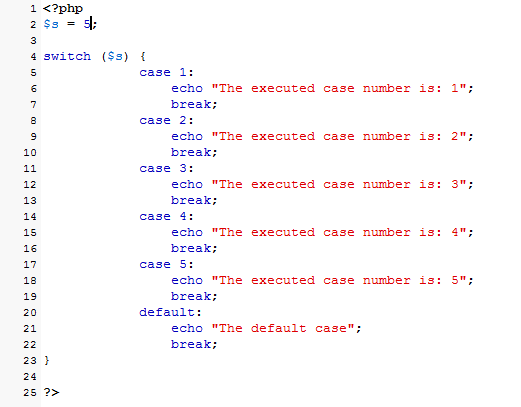 1 <?php
2 $s = 5;
3
4 switch ($s) {
5 case 1:
6 echo "The executed case number is: 1";
7 break;
8 case 2:
9 echo "The executed case number is: 2";
10 break;
11 case 3:
12 echo "The executed case number is: 3";
13 break;
14 case 4:
15 echo "The executed case number is: 4";
16 break;
17 case 5:
18 echo "The executed case number is: 5";
19 break;
20 default:
21 echo "The default case";
22 break;
23 }
24
25 ?>